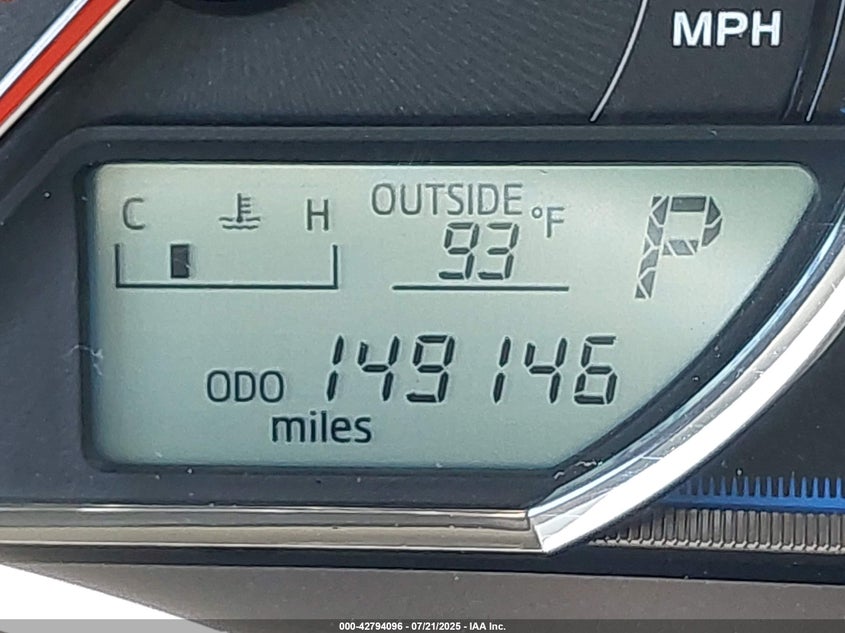 MPH
C H OUTSIDE °F P
93
ODO 149146
miles
000-42794096 - 07/21/2025 - IAA Inc.